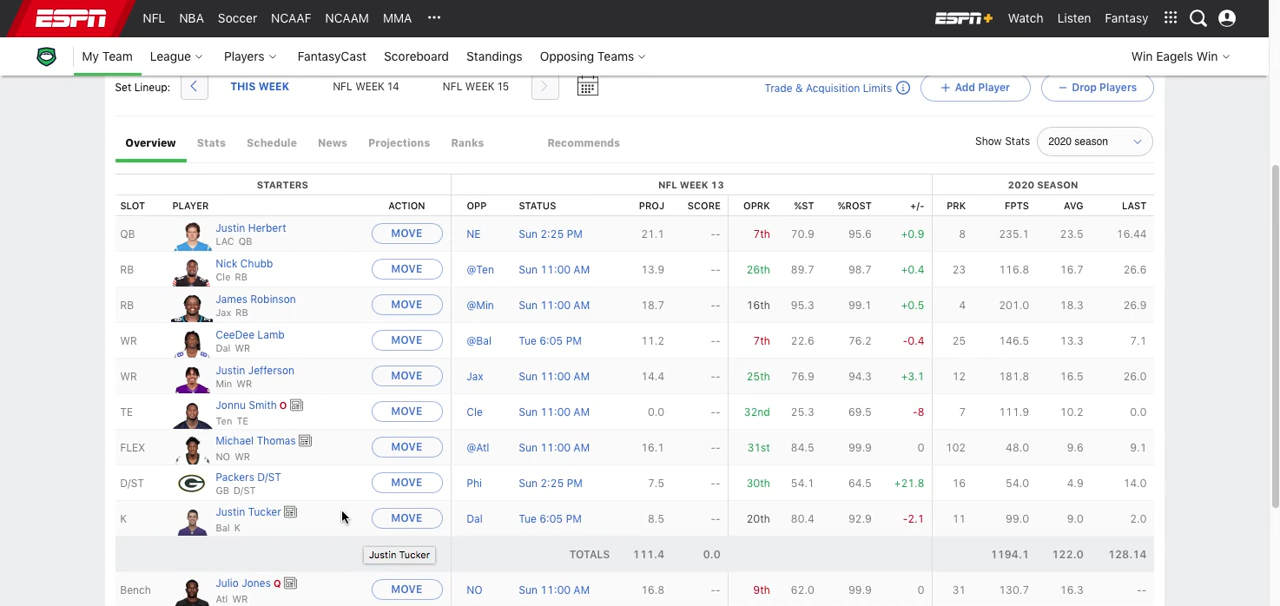 ESPN NFL NBA Soccer NCAAF NCAAM MMA ••• ESPN+ Watch Listen Fantasy
My Team League Players FantasyCast Scoreboard Standings Opposing Teams Win Eagels Win
Set Lineup: THIS WEEK NFL WEEK 14 NFL WEEK 15 Trade & Acquisition Limits + Add Player − Drop Players
Overview Stats Schedule News Projections Ranks Recommends Show Stats 2020 season
STARTERS NFL WEEK 13 2020 SEASON
SLOT PLAYER ACTION OPP STATUS PROJ SCORE OPRK %ST %ROST +/- PRK FPTS AVG LAST
QB Justin Herbert MOVE NE Sun 2:25 PM 21.1 -- 7th 70.9 95.6 +0.9 8 235.1 23.5 16.44
LAC QB
RB Nick Chubb MOVE @Ten Sun 11:00 AM 13.9 -- 26th 89.7 98.7 +0.4 23 116.8 16.7 26.6
Cle RB
RB James Robinson MOVE @Min Sun 11:00 AM 18.7 -- 16th 95.3 99.1 +0.5 4 201.0 18.3 26.9
Jax RB
WR CeeDee Lamb MOVE @Bal Tue 6:05 PM 11.2 -- 7th 22.6 76.2 -0.4 25 146.5 13.3 7.1
Dal WR
WR Justin Jefferson MOVE Jax Sun 11:00 AM 14.4 -- 25th 76.9 94.3 +3.1 12 181.8 16.5 26.0
Min WR
TE Jonnu Smith O MOVE Cle Sun 11:00 AM 0.0 -- 32nd 25.3 69.5 -8 7 111.9 10.2 0.0
Ten TE
FLEX Michael Thomas MOVE @Atl Sun 11:00 AM 16.1 -- 31st 84.5 99.9 0 102 48.0 9.6 9.1
NO WR
D/ST Packers D/ST MOVE Phi Sun 2:25 PM 7.5 -- 30th 54.1 64.5 +21.8 16 54.0 4.9 14.0
GB D/ST
K Justin Tucker MOVE Dal Tue 6:05 PM 8.5 -- 20th 80.4 92.9 -2.1 11 99.0 9.0 2.0
Bal K
Justin Tucker TOTALS 111.4 0.0 1194.1 122.0 128.14
Bench Julio Jones Q MOVE NO Sun 11:00 AM 16.8 -- 9th 62.0 99.9 0 31 130.7 16.3 --
Atl WR